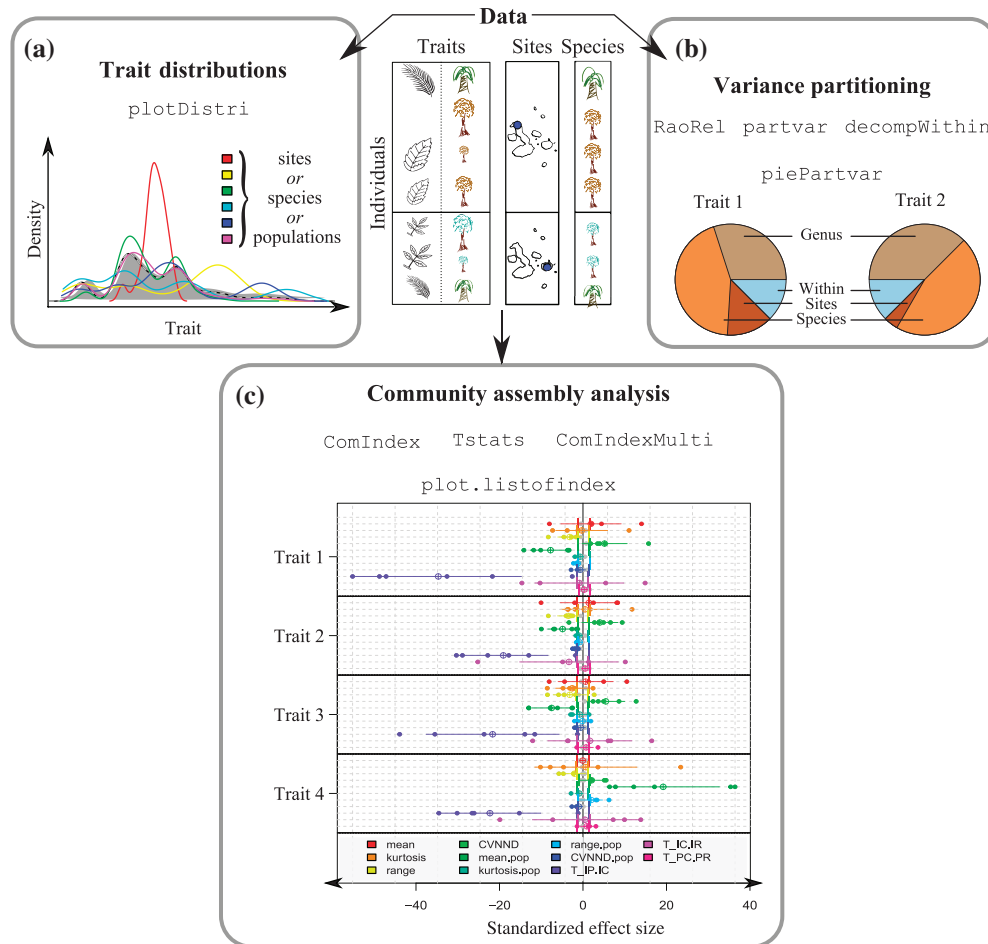 Data
(a)
Trait distributions
plotDistri
sites
or
species
or
populations
Density
Trait
Traits
Sites
Species
Individuals
(b)
Variance partitioning
RaoRel partvar decompWithin
piePartvar
Trait 1
Trait 2
Genus
Within
Sites
Species
(c)
Community assembly analysis
ComIndex Tstats ComIndexMulti
plot.listofindex
Trait 1
Trait 2
Trait 3
Trait 4
mean
kurtosis
range
CVNND
mean.pop
kurtosis.pop
range.pop
CVNND.pop
T_IP.IC
T_IC.IR
T_PC.PR
−40 −20 0 20 40
Standardized effect size